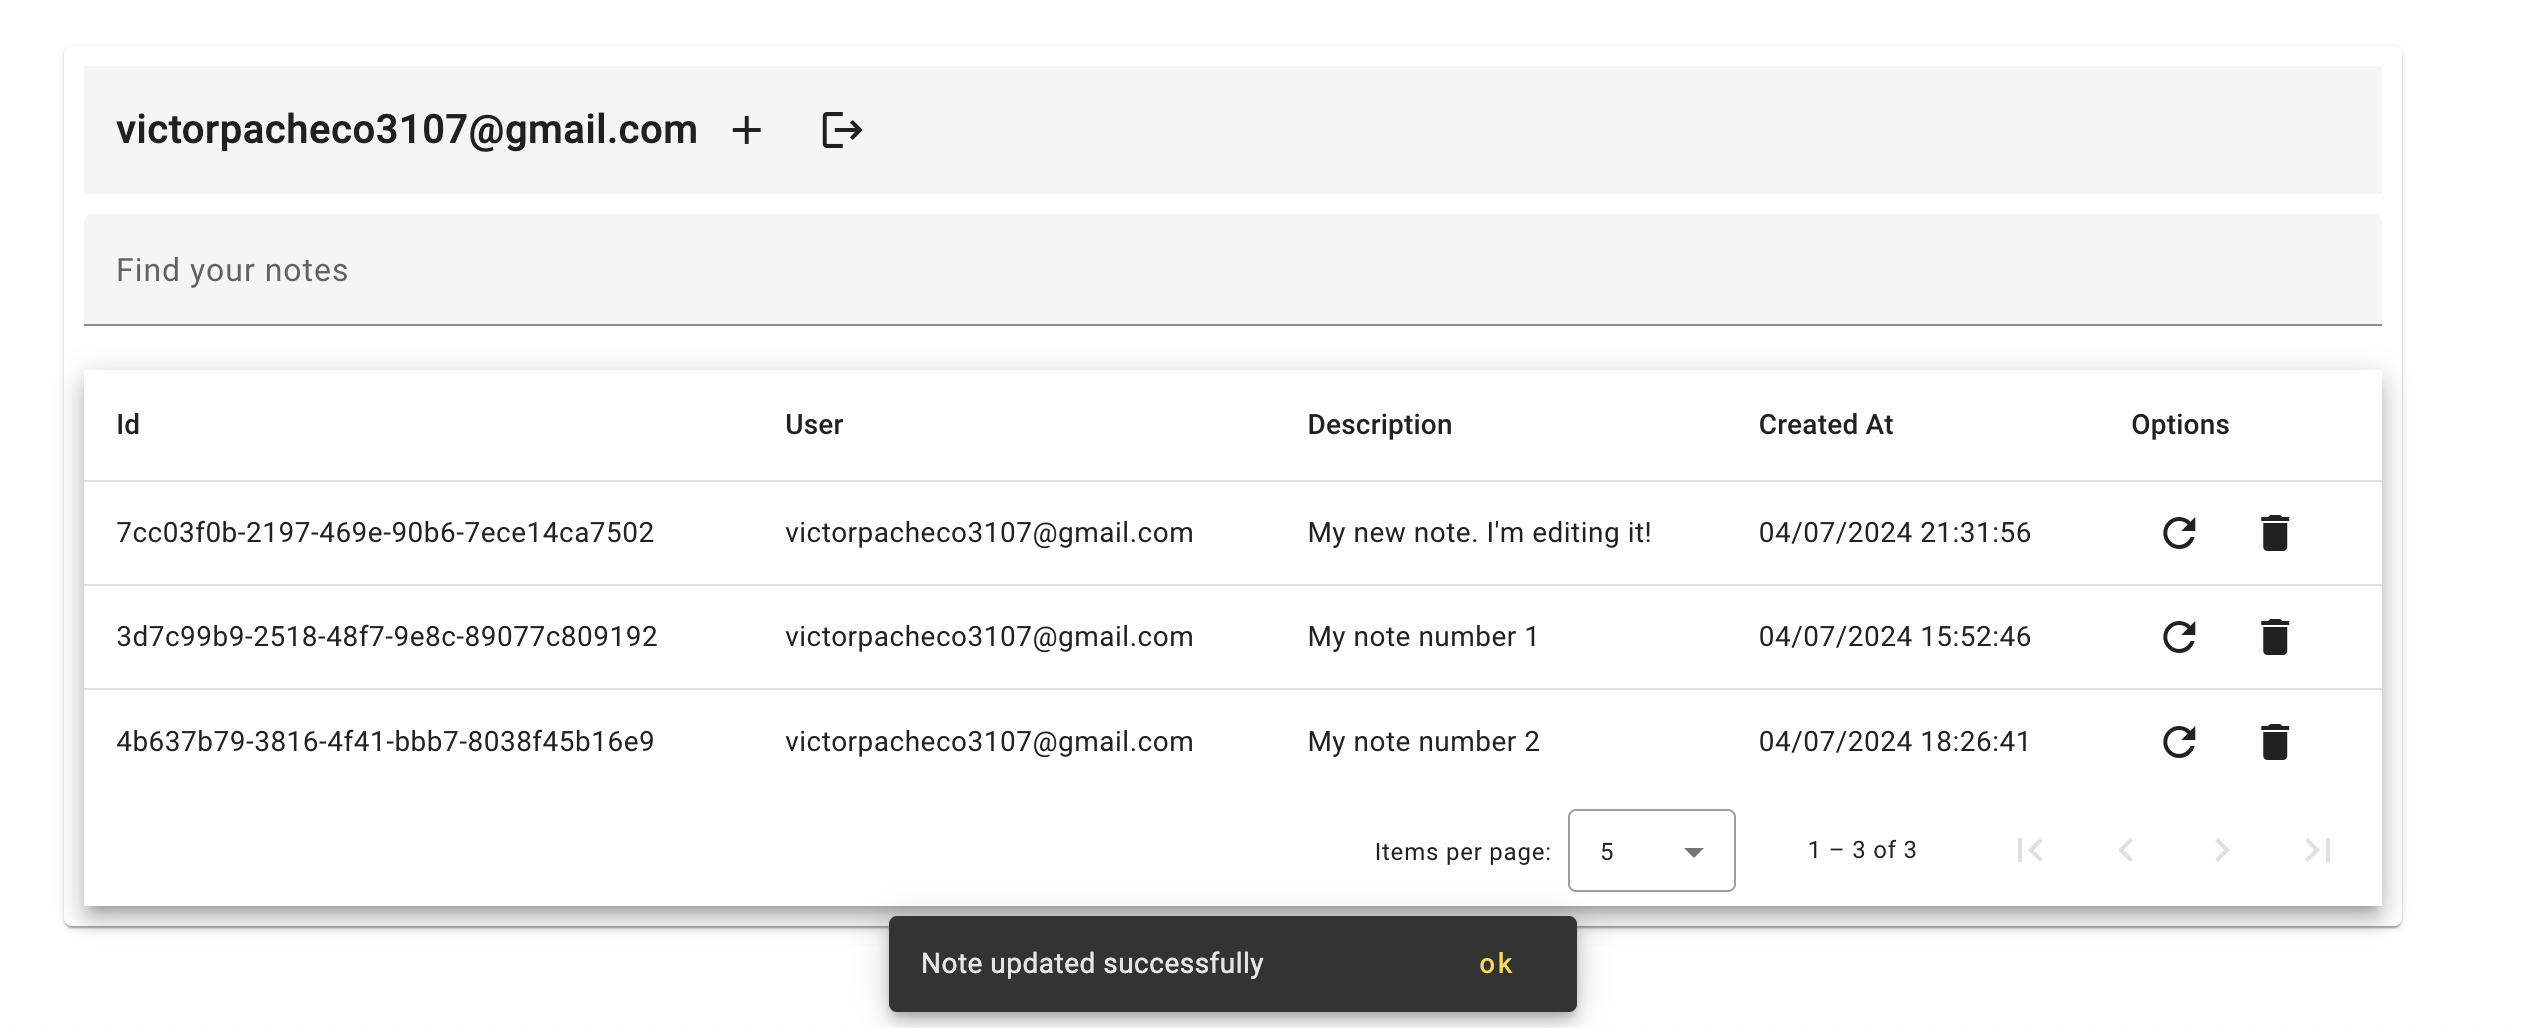 victorpacheco3107@gmail.com
Find your notes
Id User Description Created At Options
7cc03f0b-2197-469e-90b6-7ece14ca7502 victorpacheco3107@gmail.com My new note. I'm editing it! 04/07/2024 21:31:56
3d7c99b9-2518-48f7-9e8c-89077c809192 victorpacheco3107@gmail.com My note number 1 04/07/2024 15:52:46
4b637b79-3816-4f41-bbb7-8038f45b16e9 victorpacheco3107@gmail.com My note number 2 04/07/2024 18:26:41
Items per page: 5 1 – 3 of 3
Note updated successfully ok